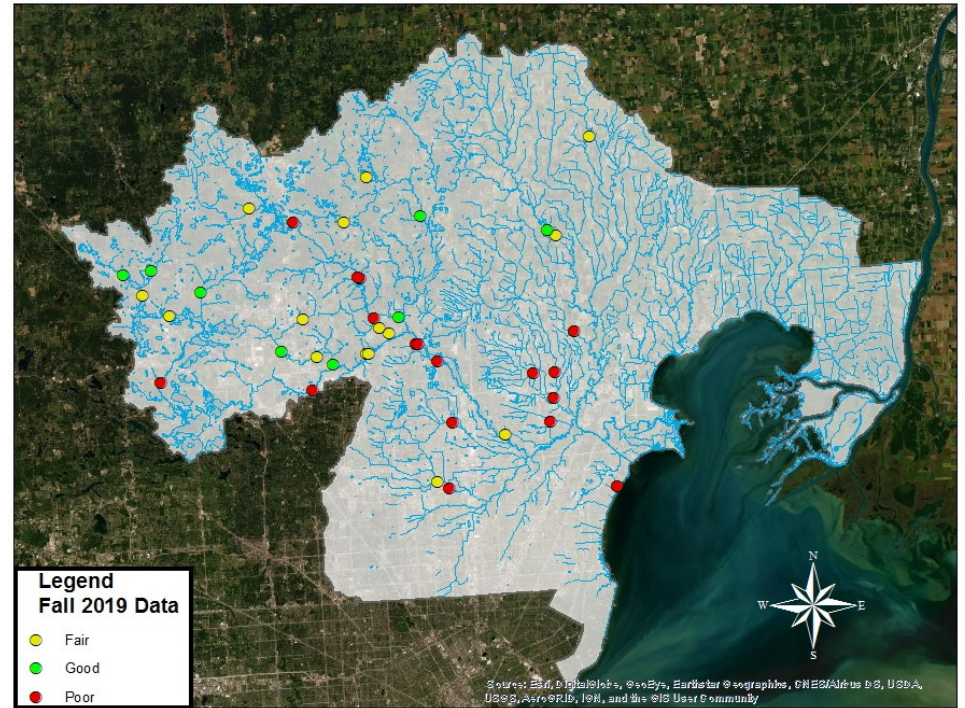 N
W
E
S
Legend
Fall 2019 Data
Fair
Good
Poor
Source: Esri, DigitalGlobe, GeoEye, Earthstar Geographics, CNES/Airbus DS, USDA,
USGS, AeroGRID, IGN, and the GIS User Community